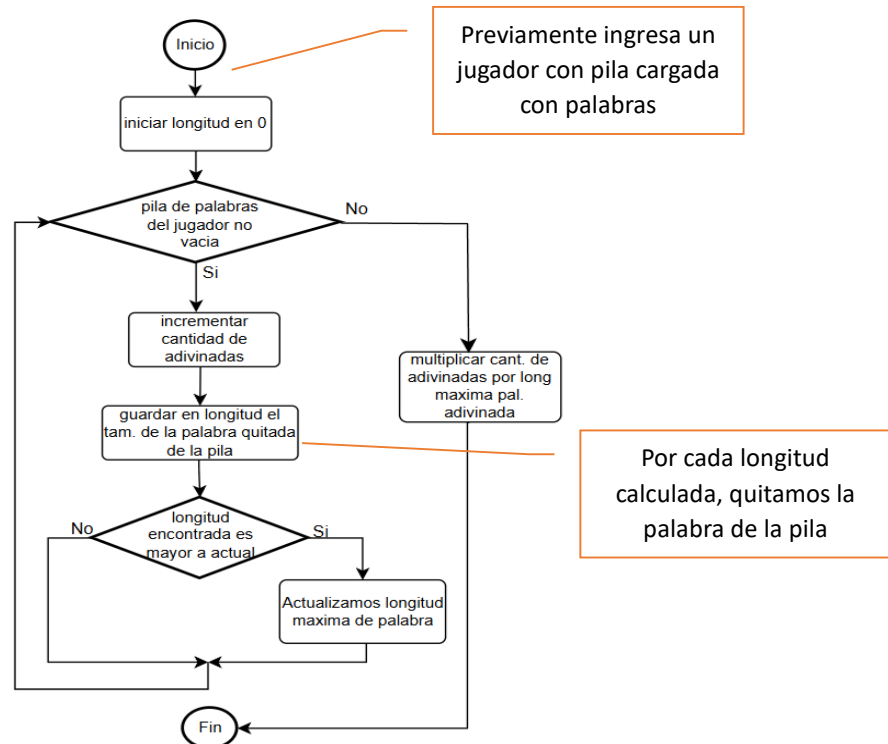 Inicio
Previamente ingresa un
jugador con pila cargada
con palabras
iniciar longitud en 0
pila de palabras
del jugador no
vacia
No
Si
incrementar
cantidad de
adivinadas
multiplicar cant. de
adivinadas por long
maxima pal.
adivinada
guardar en longitud el
tam. de la palabra quitada
de la pila
Por cada longitud
calculada, quitamos la
palabra de la pila
longitud
encontrada es
mayor a actual
No
Si
Actualizamos longitud
maxima de palabra
Fin